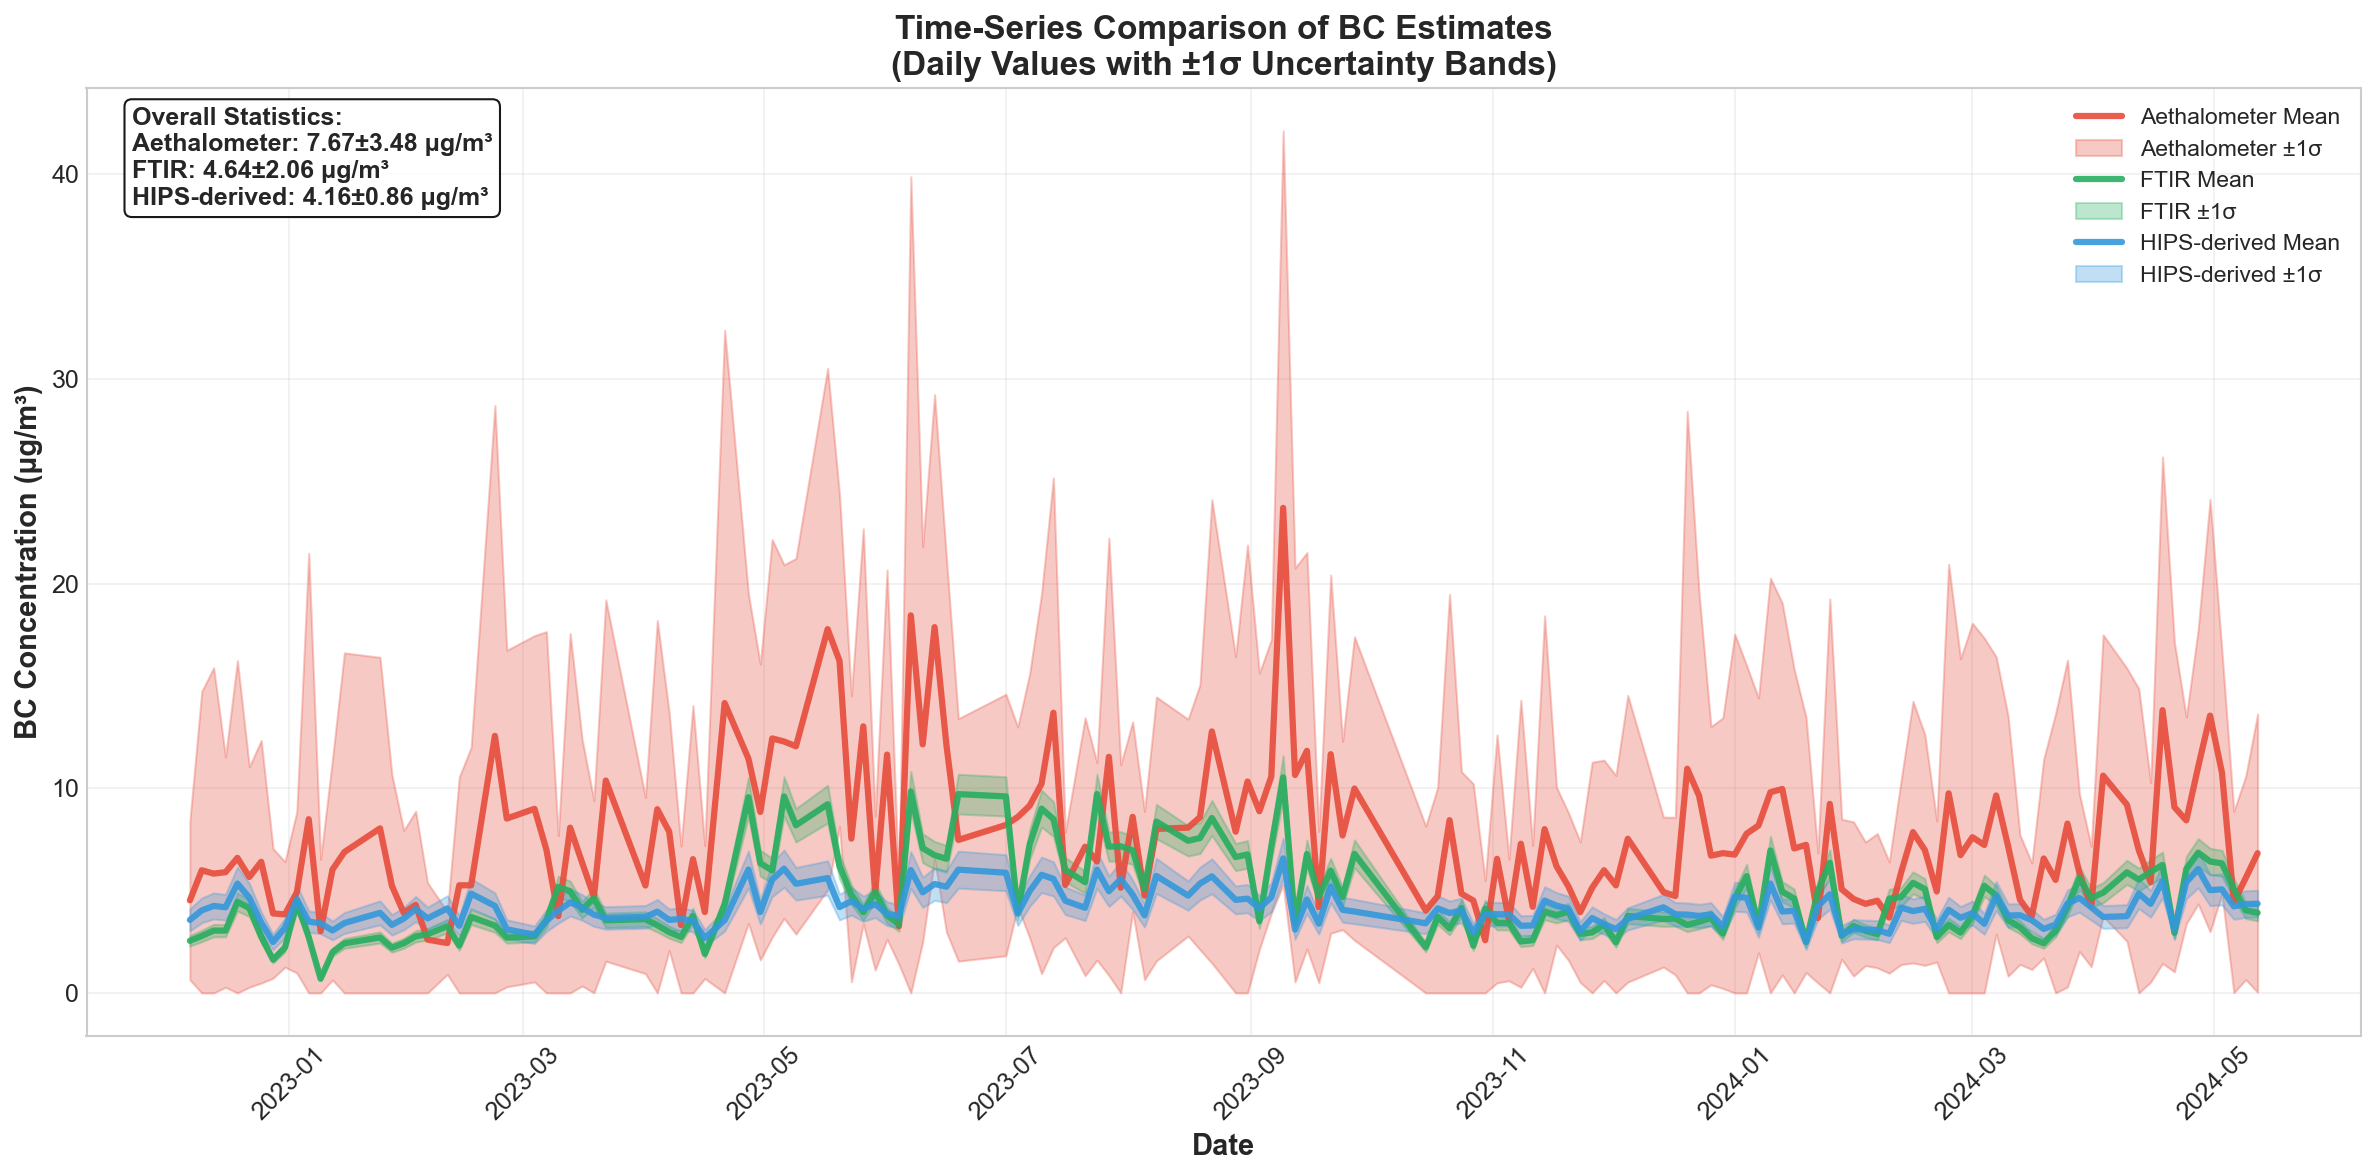 Time-Series Comparison of BC Estimates
(Daily Values with ±1σ Uncertainty Bands)
Overall Statistics:
Aethalometer: 7.67±3.48 μg/m³
FTIR: 4.64±2.06 μg/m³
HIPS-derived: 4.16±0.86 μg/m³
Aethalometer Mean
Aethalometer ±1σ
FTIR Mean
FTIR ±1σ
HIPS-derived Mean
HIPS-derived ±1σ
BC Concentration (μg/m³)
40
30
20
10
0
2023-01
2023-03
2023-05
2023-07
2023-09
2023-11
2024-01
2024-03
2024-05
Date